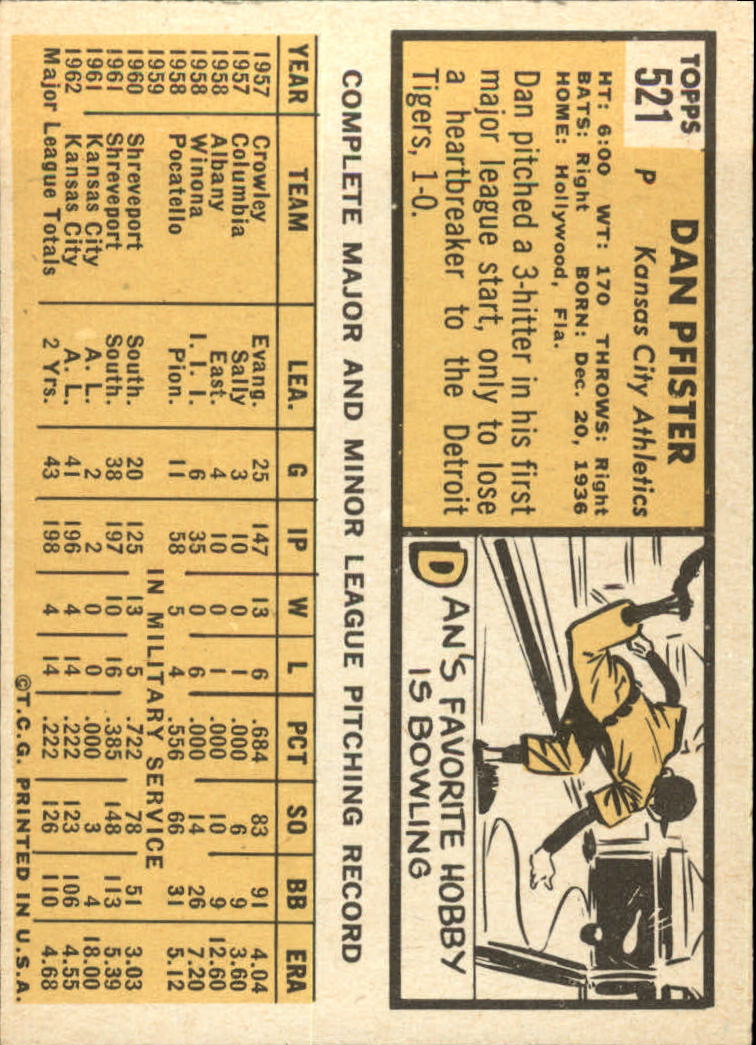 TOPPS
521
DAN PFISTER
P Kansas City Athletics
HT: 6:00 WT: 170 THROWS: Right
BATS: Right BORN: Dec. 20, 1936
HOME: Hollywood, Fla.
Dan pitched a 3-hitter in his first
major league start, only to lose
a heartbreaker to the Detroit
Tigers, 1-0.
DAN'S FAVORITE HOBBY
IS BOWLING
COMPLETE MAJOR AND MINOR LEAGUE PITCHING RECORD
YEAR TEAM LEA. G IP W L PCT SO BB ERA
1957 Crowley Evang. 25 147 13 6 .684 83 91 4.04
1957 Columbia Sally 3 10 0 1 .000 6 9 3.60
1958 Albany East. 4 10 0 1 .000 10 9 12.60
1958 Winona I. I. I. 6 35 0 6 .000 14 26 7.20
1958 Pocatello Pion. 11 58 5 4 .556 66 31 5.12
1959 IN MILITARY SERVICE
1960 Shreveport South. 20 125 13 5 .722 78 51 3.03
1961 Shreveport South. 38 197 10 16 .385 148 113 5.39
1961 Kansas City A. L. 2 2 0 0 .000 3 4 18.00
1962 Kansas City A. L. 41 196 4 14 .222 123 106 4.55
Major League Totals 2 Yrs. 43 198 4 14 .222 126 110 4.68
©T.C.G. PRINTED IN U.S.A.